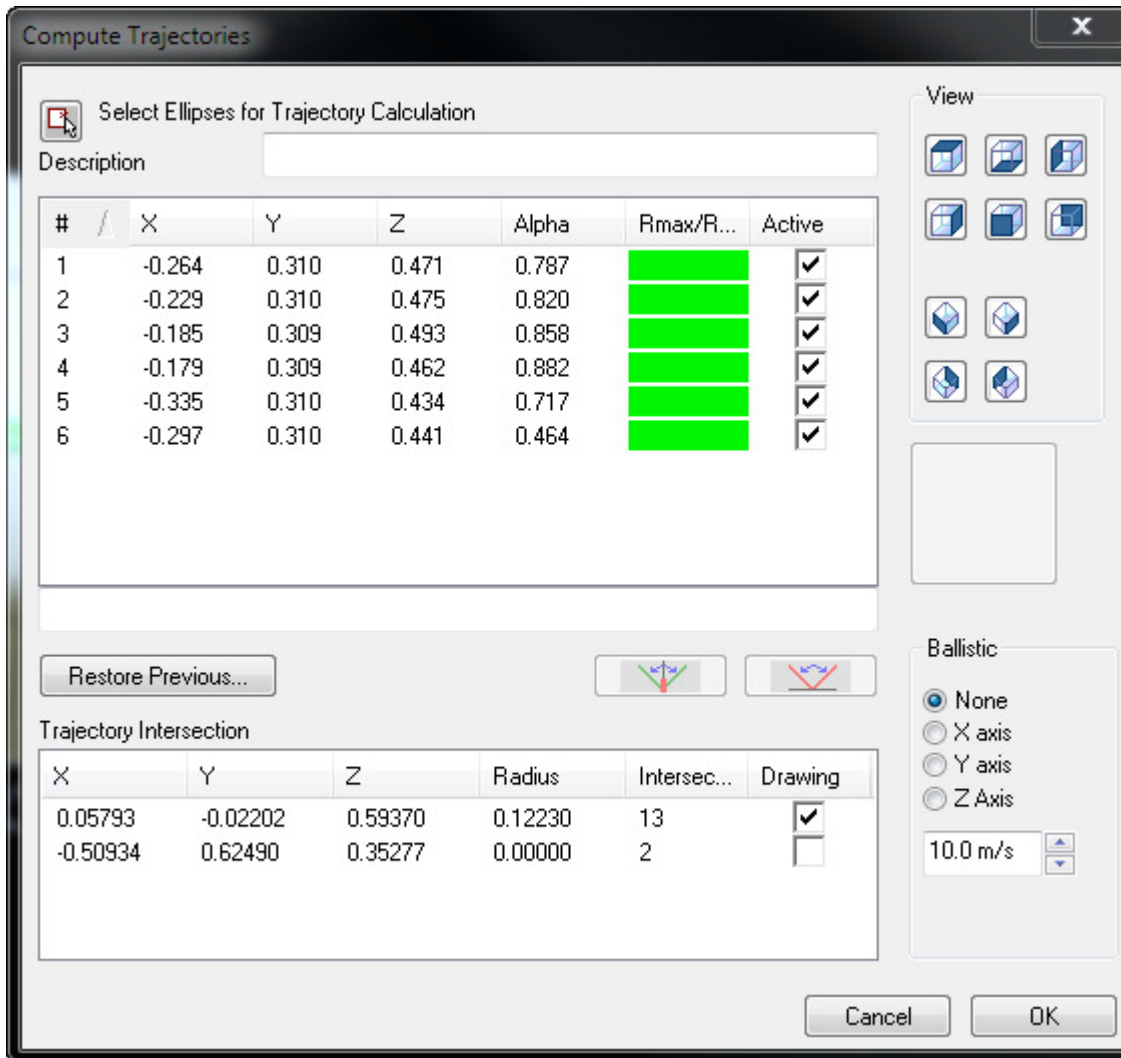 Compute Trajectories
x
Select Ellipses for Trajectory Calculation
Description
View
# X Y Z Alpha Rmax/R... Active
1 -0.264 0.310 0.471 0.787
2 -0.229 0.310 0.475 0.820
3 -0.185 0.309 0.493 0.858
4 -0.179 0.309 0.462 0.882
5 -0.335 0.310 0.434 0.717
6 -0.297 0.310 0.441 0.464
Restore Previous...
Trajectory Intersection
X Y Z Radius Intersec... Drawing
0.05793 -0.02202 0.59370 0.12230 13
-0.50934 0.62490 0.35277 0.00000 2
Ballistic
None
X axis
Y axis
Z Axis
10.0 m/s
Cancel OK